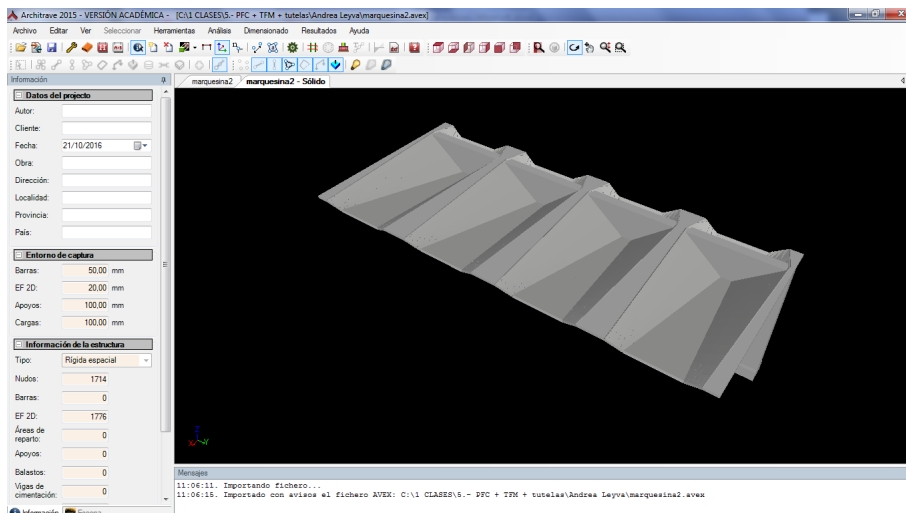 Architrave 2015 - VERSIÓN ACADÉMICA - [C:\1 CLASES\5.- PFC + TFM + tutelas\Andrea Leyva\marquesina2.avex]
Archivo Editar Ver Seleccionar Herramientas Análisis Dimensionado Resultados Ayuda
Información
marquesina2 marquesina2 - Sólido
Datos del projecto
Autor:
Cliente:
Fecha: 21/10/2016
Obra:
Dirección:
Localidad:
Provincia:
País:
Entorno de captura
Barras: 50,00 mm
EF 2D: 20,00 mm
Apoyos: 100,00 mm
Cargas: 100,00 mm
Información de la estructura
Tipo: Rígida espacial
Nudos: 1714
Barras: 0
EF 2D: 1776
Áreas de
reparto: 0
Apoyos: 0
Balastos: 0
Vigas de
cimentación: 0
Información Escena
Z
X Y
Mensajes
11:06:11. Importando fichero...
11:06:15. Importado con avisos el fichero AVEX: C:\1 CLASES\5.- PFC + TFM + tutelas\Andrea Leyva\marquesina2.avex